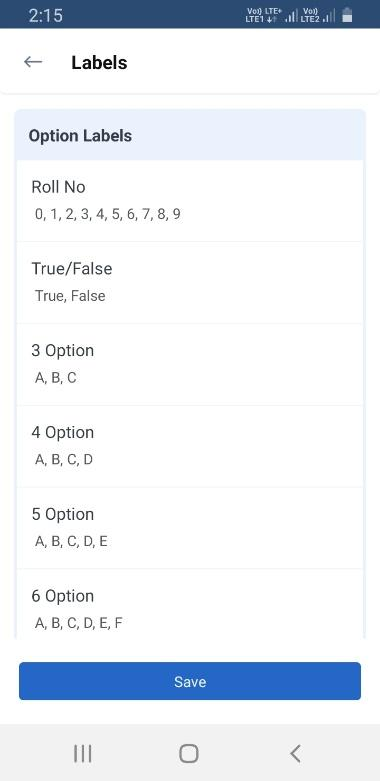 2:15
Vo)) LTE+ Vo))
LTE1 LTE2
Labels
Option Labels
Roll No
0, 1, 2, 3, 4, 5, 6, 7, 8, 9
True/False
True, False
3 Option
A, B, C
4 Option
A, B, C, D
5 Option
A, B, C, D, E
6 Option
A, B, C, D, E, F
Save